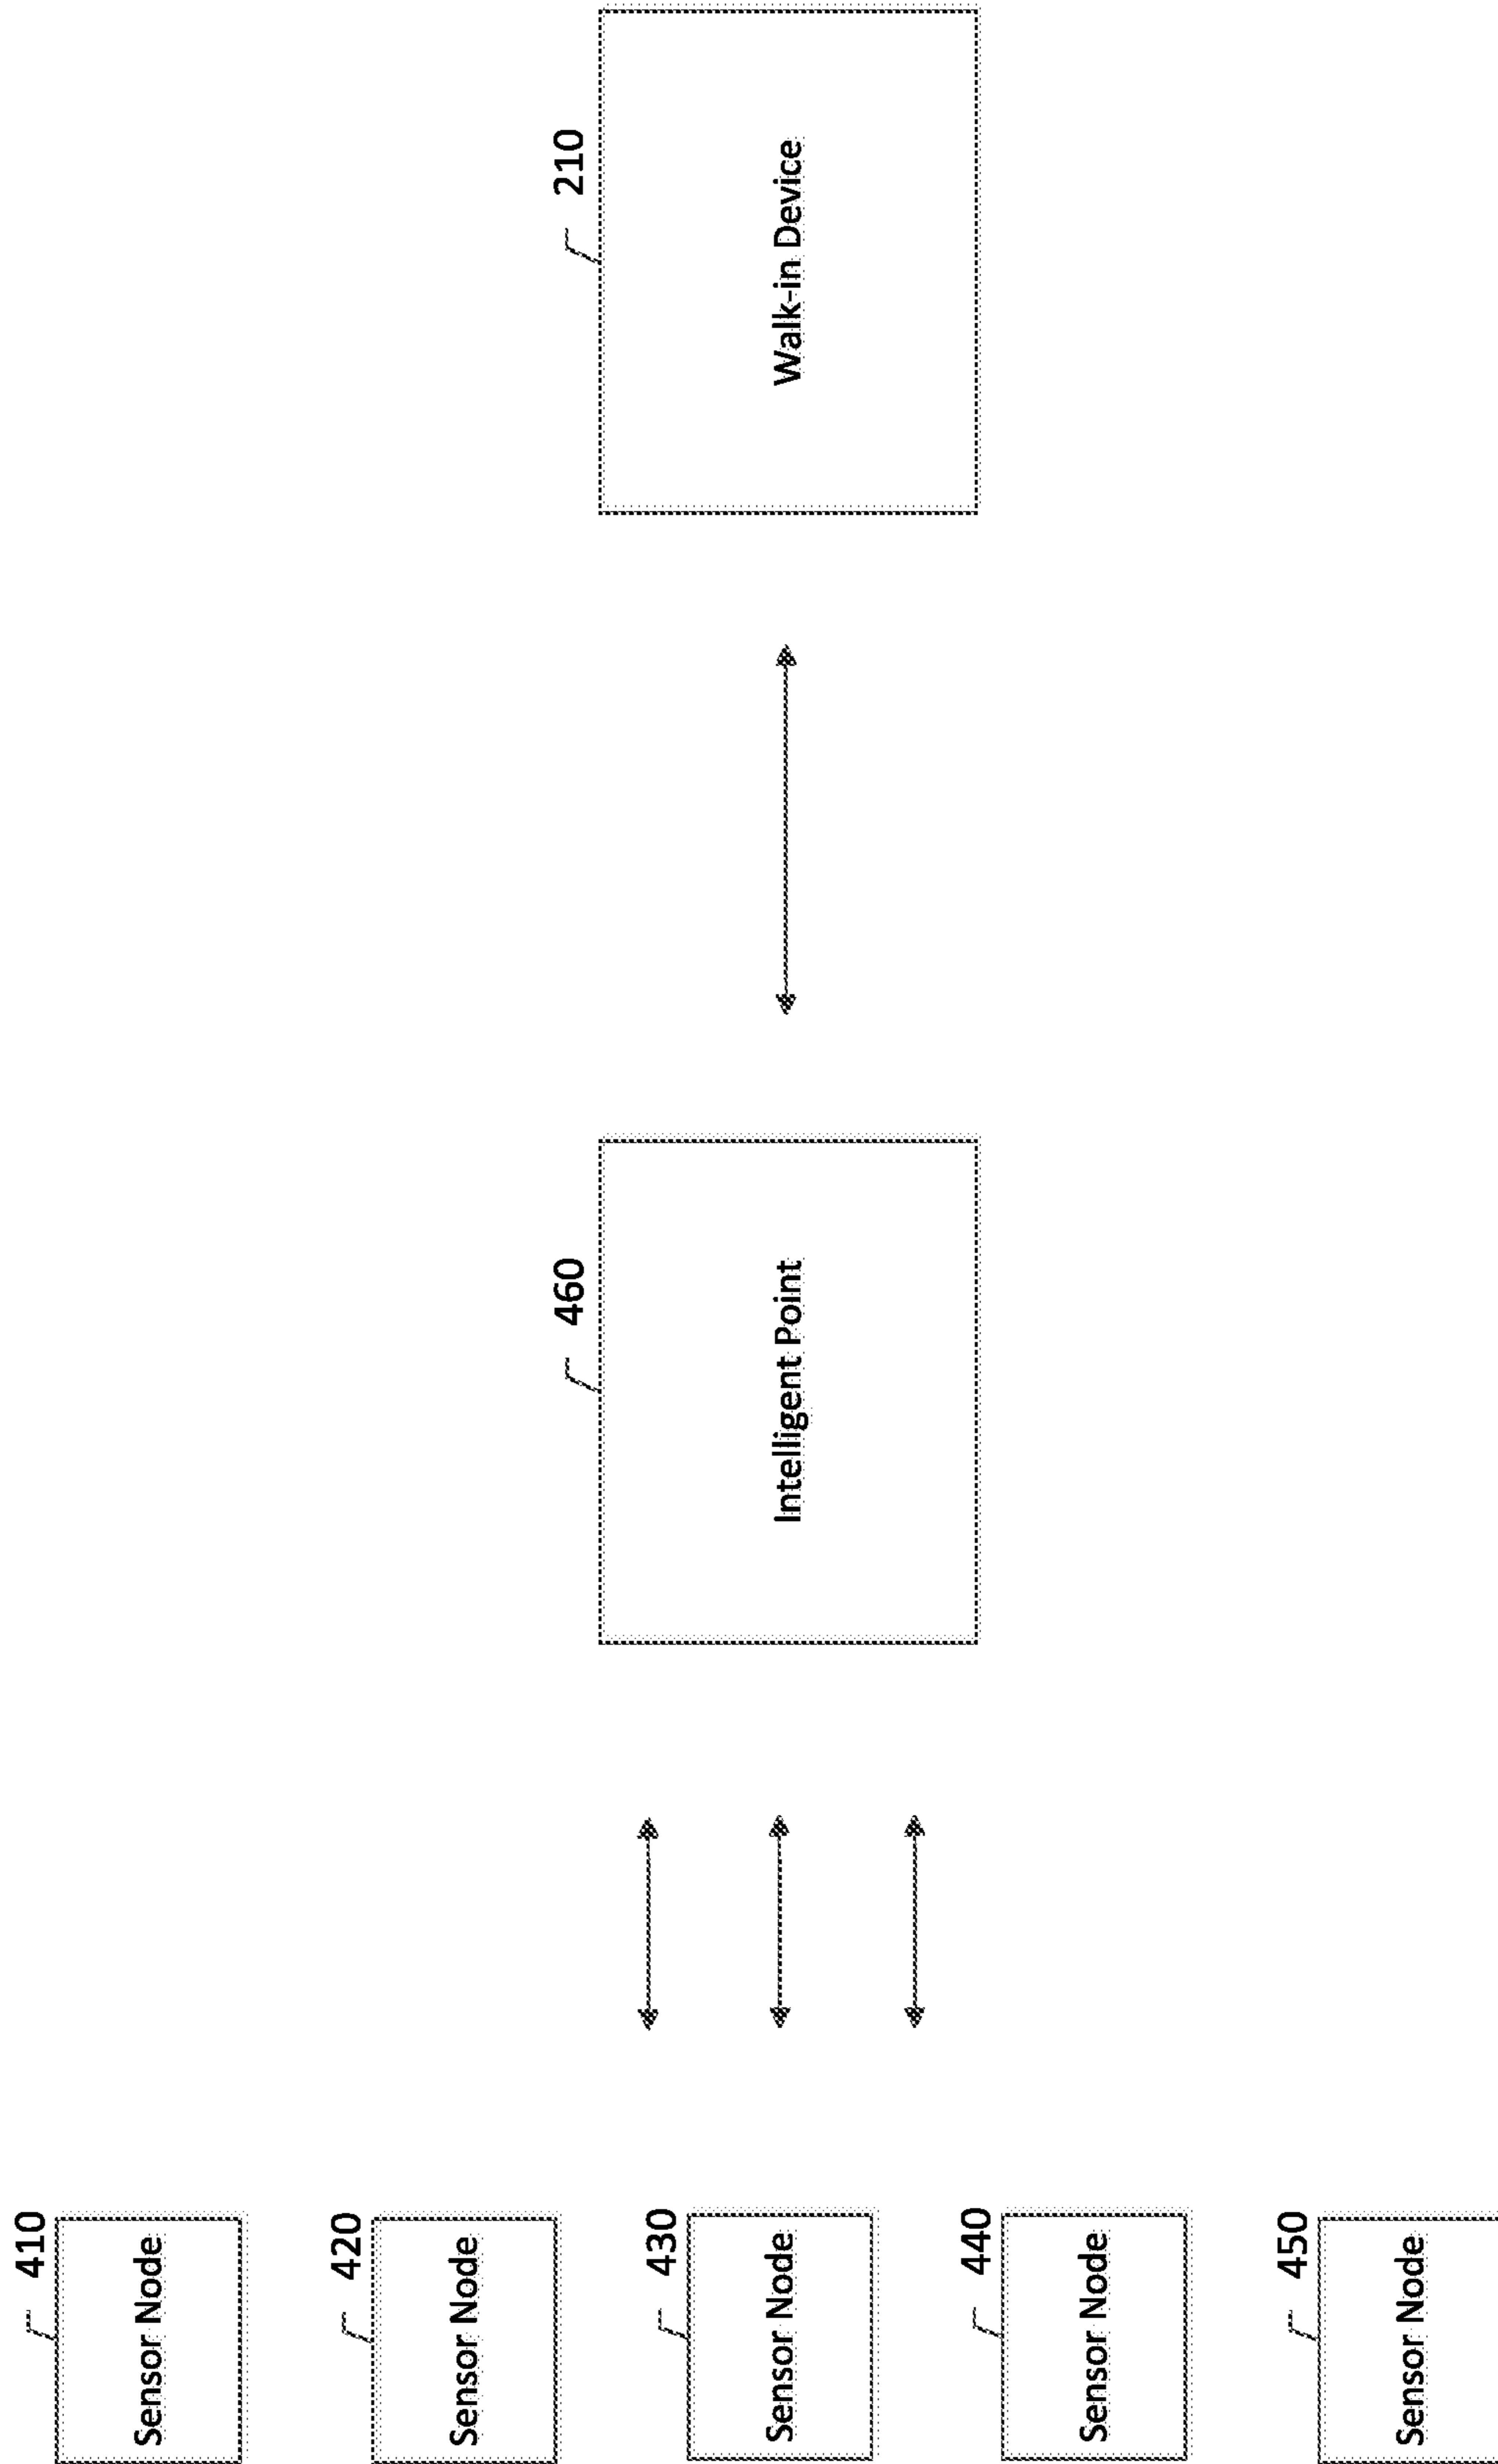 410
Sensor Node
420
Sensor Node
430
Sensor Node
440
Sensor Node
450
Sensor Node
460
Intelligent Point
210
Walk-in Device